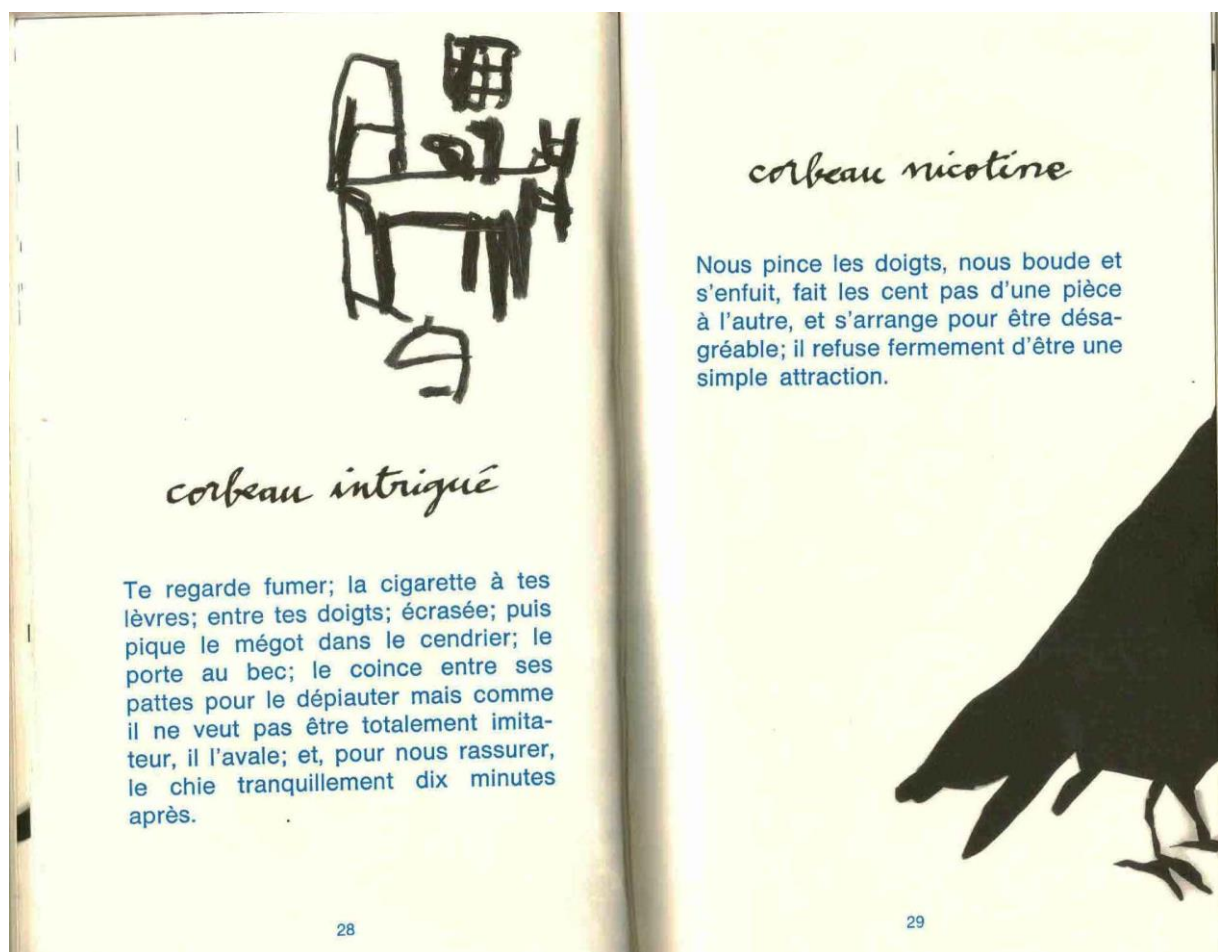 corbeau intrigué
Te regarde fumer; la cigarette à tes
lèvres; entre tes doigts; écrasée; puis
pique le mégot dans le cendrier; le
porte au bec; le coince entre ses
pattes pour le dépiauter mais comme
il ne veut pas être totalement imita-
teur, il l'avale; et, pour nous rassurer,
le chie tranquillement dix minutes
après.
28
corbeau nicotine
Nous pince les doigts, nous boude et
s'enfuit, fait les cent pas d'une pièce
à l'autre, et s'arrange pour être désa-
gréable; il refuse fermement d'être une
simple attraction.
29